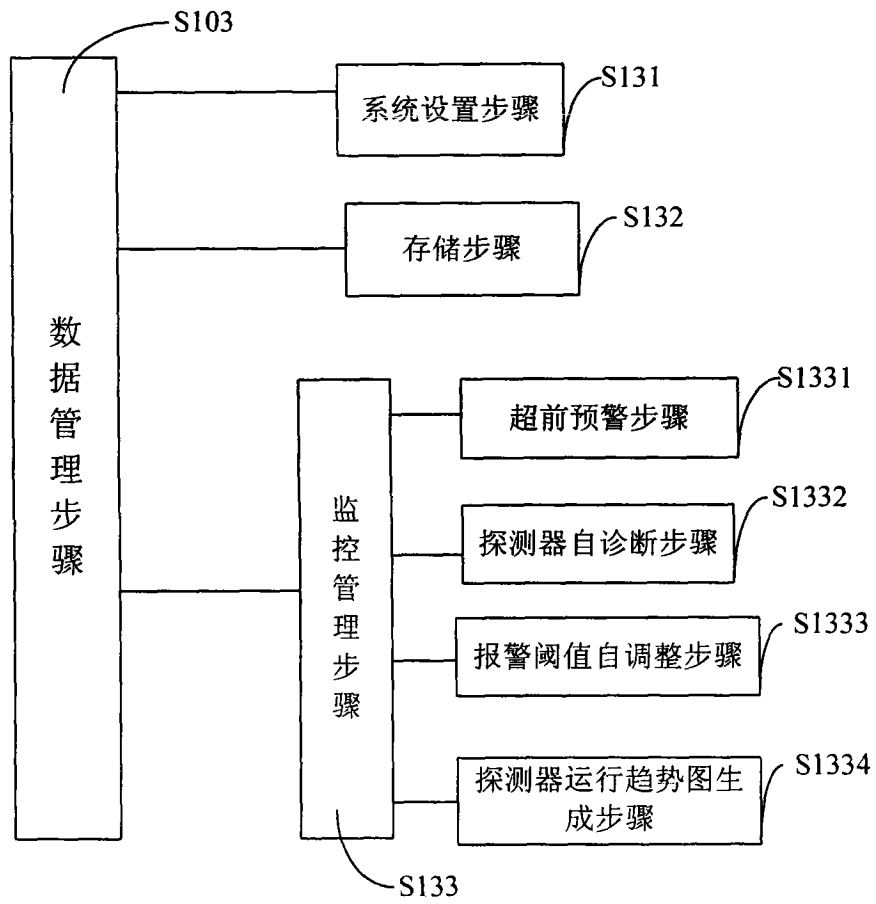 S103
数据管理步骤
系统设置步骤
S131
存储步骤
S132
监控管理步骤
S133
超前预警步骤
S1331
探测器自诊断步骤
S1332
报警阈值自调整步骤
S1333
探测器运行趋势图生
成步骤
S1334